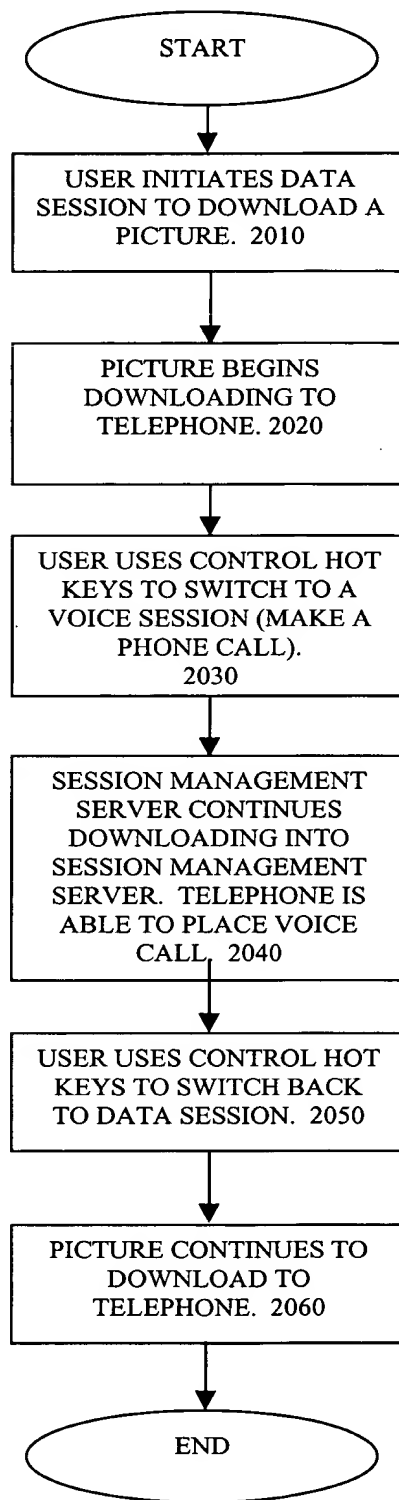 START
USER INITIATES DATA
SESSION TO DOWNLOAD A
PICTURE. 2010
PICTURE BEGINS
DOWNLOADING TO
TELEPHONE. 2020
USER USES CONTROL HOT
KEYS TO SWITCH TO A
VOICE SESSION (MAKE A
PHONE CALL).
2030
SESSION MANAGEMENT
SERVER CONTINUES
DOWNLOADING INTO
SESSION MANAGEMENT
SERVER. TELEPHONE IS
ABLE TO PLACE VOICE
CALL. 2040
USER USES CONTROL HOT
KEYS TO SWITCH BACK
TO DATA SESSION. 2050
PICTURE CONTINUES TO
DOWNLOAD TO
TELEPHONE. 2060
END